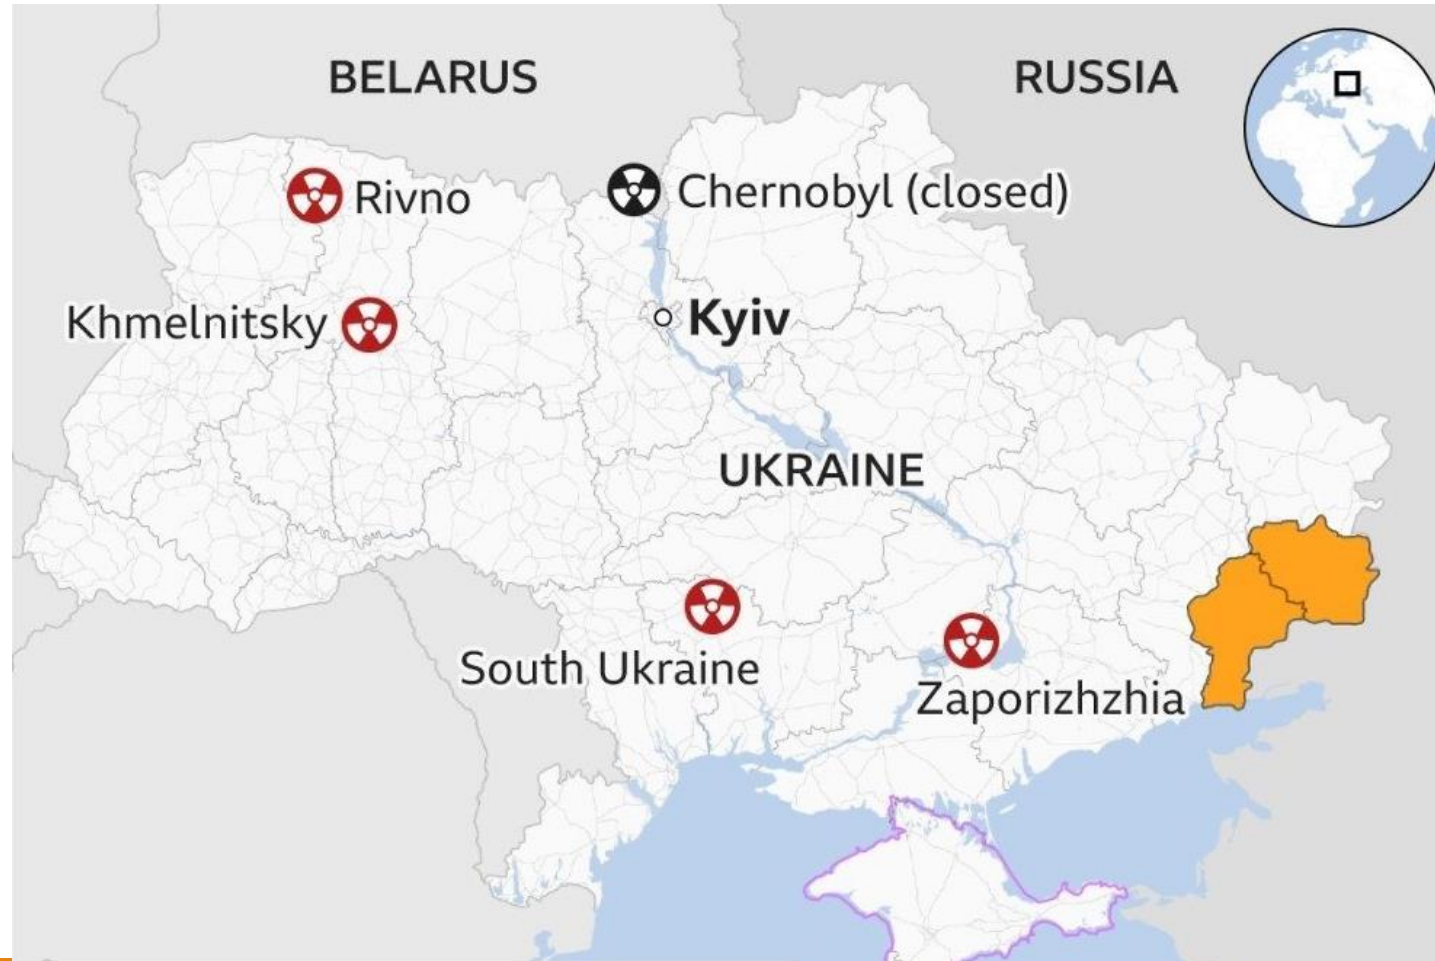 BELARUS
RUSSIA
Rivno
Chernobyl (closed)
Khmelnitsky
Kyiv
UKRAINE
South Ukraine
Zaporizhzhia